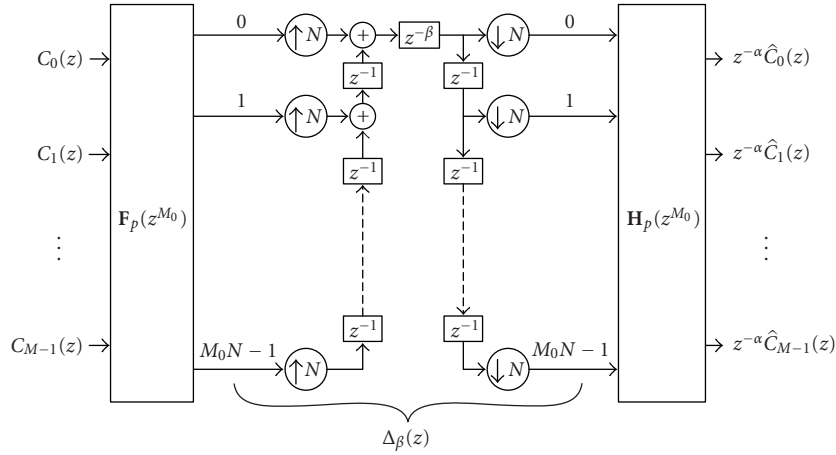 0 ↑N + z^{−β} ↓N 0
C_0(z) z^{−1} z^{−1} z^{−α}Ĉ_0(z)
1 ↑N + ↓N 1
C_1(z) z^{−1} z^{−1} z^{−α}Ĉ_1(z)
F_p(z^{M_0}) H_p(z^{M_0})
⋮ ⋮
C_{M−1}(z) z^{−1} z^{−1} z^{−α}Ĉ_{M−1}(z)
M_0N − 1 ↑N ↓N M_0N − 1
Δ_β(z)